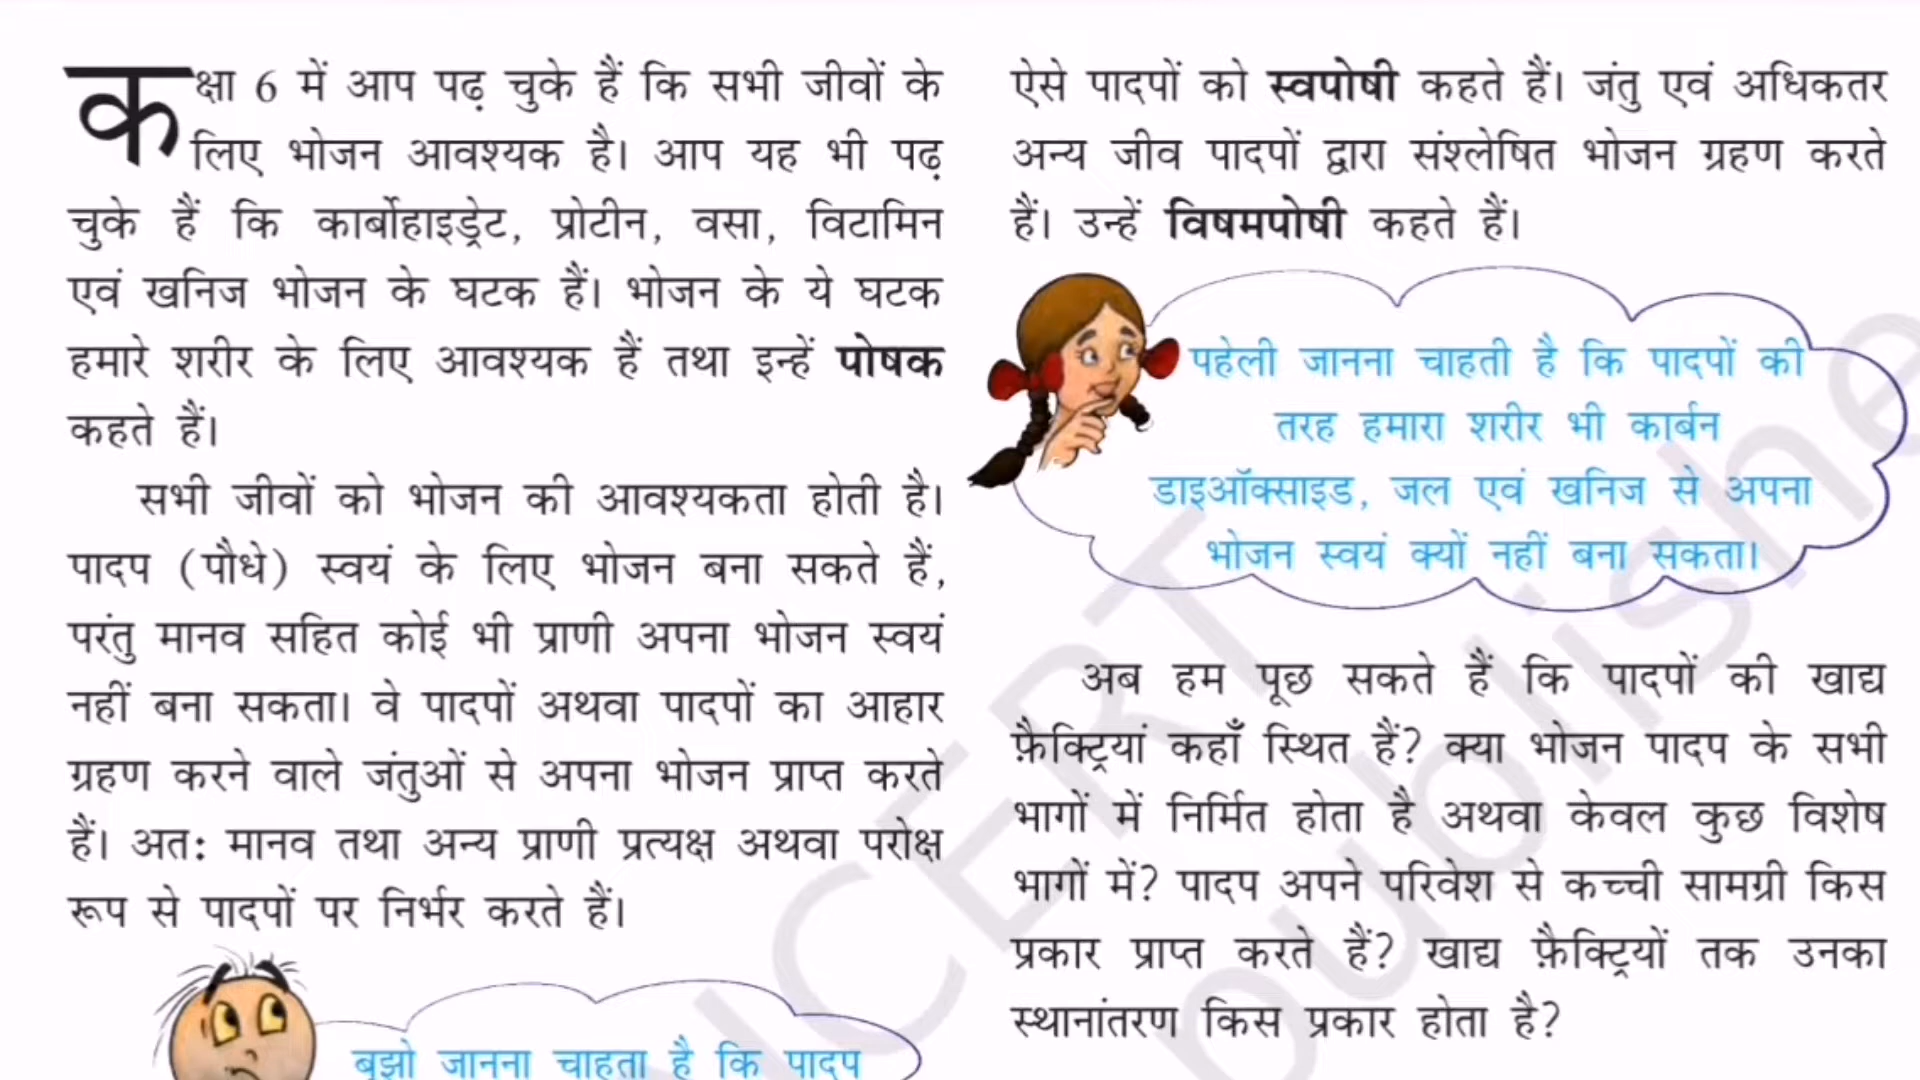 कक्षा 6 में आप पढ़ चुके हैं कि सभी जीवों के
लिए भोजन आवश्यक है। आप यह भी पढ़
चुके हैं कि कार्बोहाइड्रेट, प्रोटीन, वसा, विटामिन
एवं खनिज भोजन के घटक हैं। भोजन के ये घटक
हमारे शरीर के लिए आवश्यक हैं तथा इन्हें पोषक
कहते हैं।
सभी जीवों को भोजन की आवश्यकता होती है।
पादप (पौधे) स्वयं के लिए भोजन बना सकते हैं,
परंतु मानव सहित कोई भी प्राणी अपना भोजन स्वयं
नहीं बना सकता। वे पादपों अथवा पादपों का आहार
ग्रहण करने वाले जंतुओं से अपना भोजन प्राप्त करते
हैं। अतः मानव तथा अन्य प्राणी प्रत्यक्ष अथवा परोक्ष
रूप से पादपों पर निर्भर करते हैं।
बूझो जानना चाहता है कि पादप
ऐसे पादपों को स्वपोषी कहते हैं। जंतु एवं अधिकतर
अन्य जीव पादपों द्वारा संश्लेषित भोजन ग्रहण करते
हैं। उन्हें विषमपोषी कहते हैं।
पहेली जानना चाहती है कि पादपों की
तरह हमारा शरीर भी कार्बन
डाइऑक्साइड, जल एवं खनिज से अपना
भोजन स्वयं क्यों नहीं बना सकता।
अब हम पूछ सकते हैं कि पादपों की खाद्य
फ़ैक्ट्रियां कहाँ स्थित हैं? क्या भोजन पादप के सभी
भागों में निर्मित होता है अथवा केवल कुछ विशेष
भागों में? पादप अपने परिवेश से कच्ची सामग्री किस
प्रकार प्राप्त करते हैं? खाद्य फ़ैक्ट्रियों तक उनका
स्थानांतरण किस प्रकार होता है?
NCERT
publishe